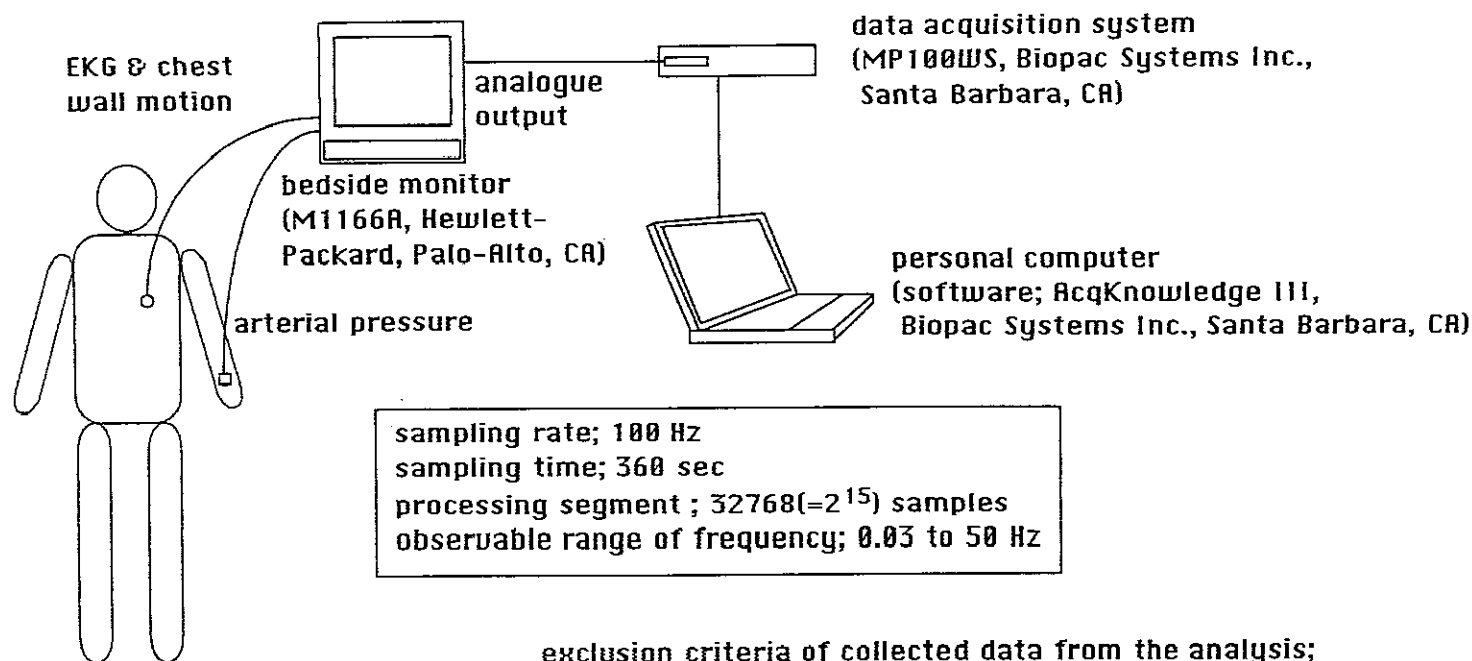 EKG & chest
wall motion
analogue
output
data acquisition system
(MP100WS, Biopac Systems Inc.,
Santa Barbara, CA)
bedside monitor
(M1166A, Hewlett-
Packard, Palo-Alto, CA)
personal computer
(software; AcqKnowledge III,
Biopac Systems Inc., Santa Barbara, CA)
arterial pressure
sampling rate; 100 Hz
sampling time; 360 sec
processing segment ; 32768(=2¹⁵) samples
observable range of frequency; 0.03 to 50 Hz
exclusion criteria of collected data from the analysis;